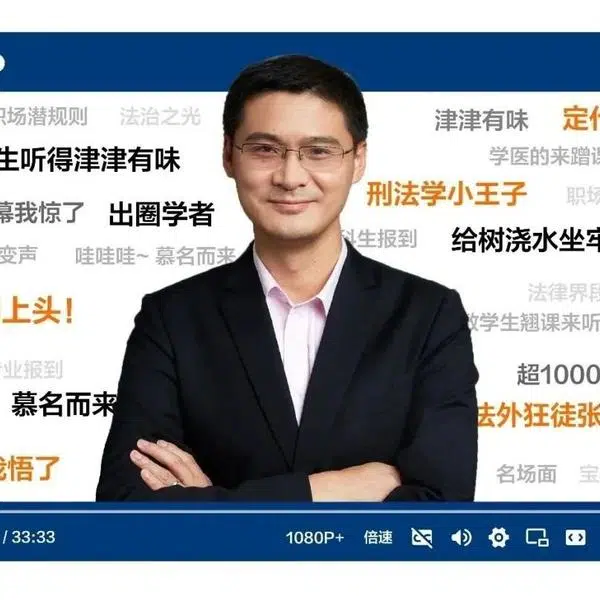 职场潜规则 法治之光
津津有味 定
生听得津津有味
学医的来蹭课
刑法学小王子 职场
幕我惊了 出圈学者
科生报到 给树浇水坐牢
变声 哇哇哇~ 慕名而来
法律界段
上头！
学生翘课来听
专业报到
超1000
慕名而来
法外狂徒张
我悟了
名场面 宝
/ 33:33 1080P+ 倍速